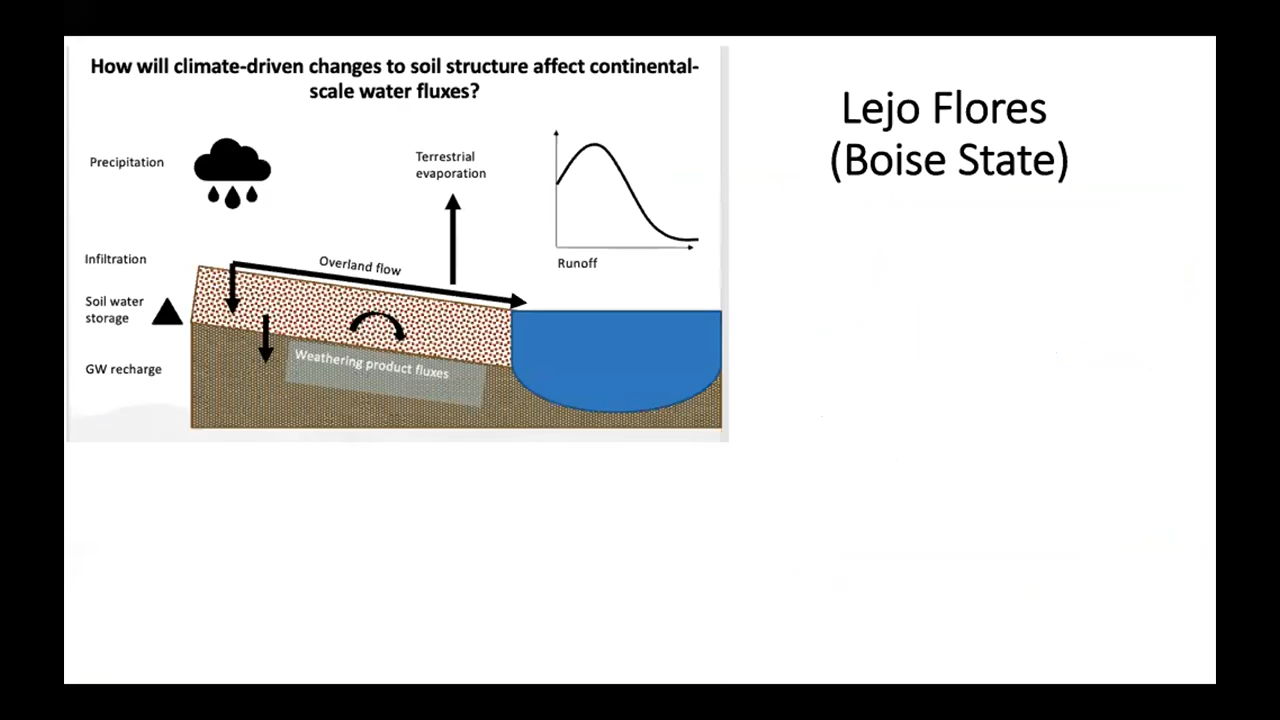 How will climate-driven changes to soil structure affect continental-
scale water fluxes?
Lejo Flores
(Boise State)
Precipitation
Terrestrial
evaporation
Runoff
Infiltration
Overland flow
Soil water
storage
Weathering product fluxes
GW recharge